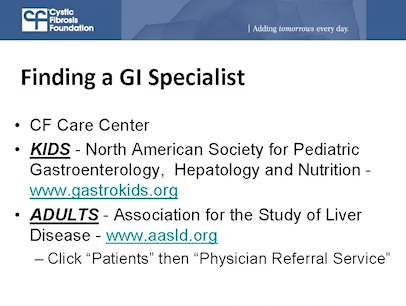 Cystic
Fibrosis
Foundation
Adding tomorrows every day.
Finding a GI Specialist
• CF Care Center
• KIDS - North American Society for Pediatric
Gastroenterology, Hepatology and Nutrition -
www.gastrokids.org
• ADULTS - Association for the Study of Liver
Disease - www.aasld.org
– Click “Patients” then “Physician Referral Service”